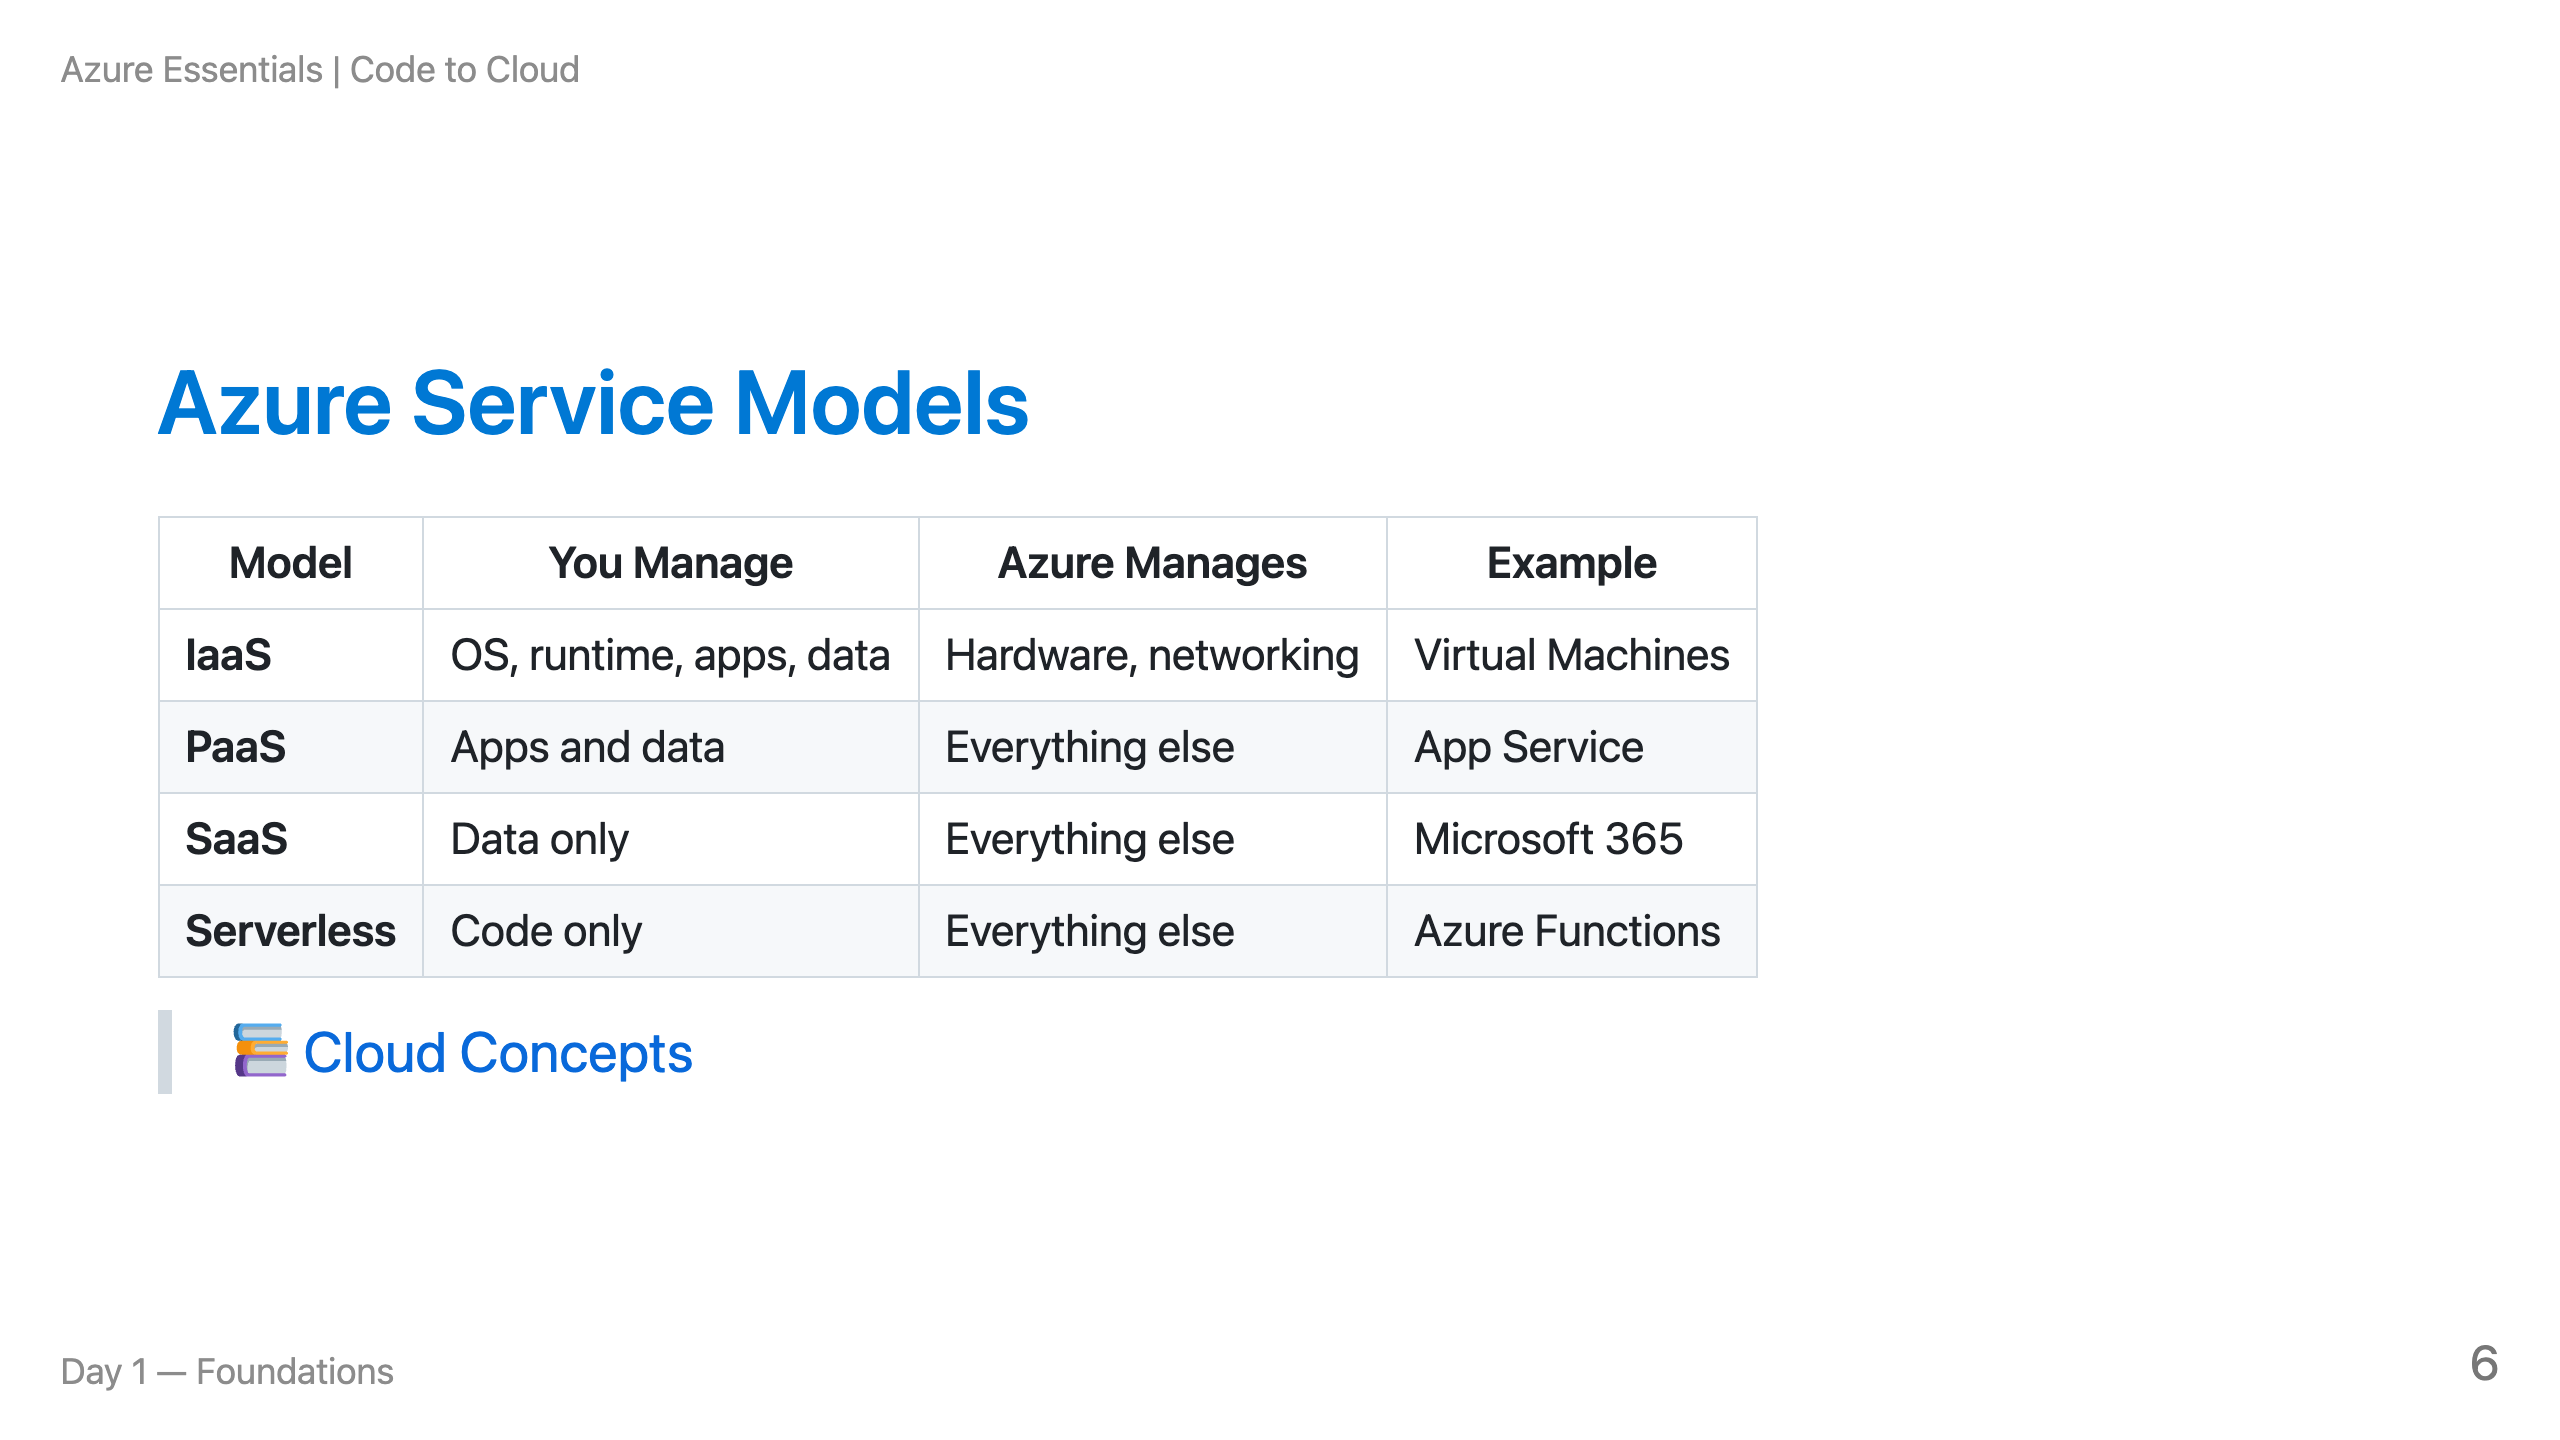 Azure Essentials | Code to Cloud
Azure Service Models
Model You Manage Azure Manages Example
IaaS OS, runtime, apps, data Hardware, networking Virtual Machines
PaaS Apps and data Everything else App Service
SaaS Data only Everything else Microsoft 365
Serverless Code only Everything else Azure Functions
📚 Cloud Concepts
Day 1 — Foundations
6